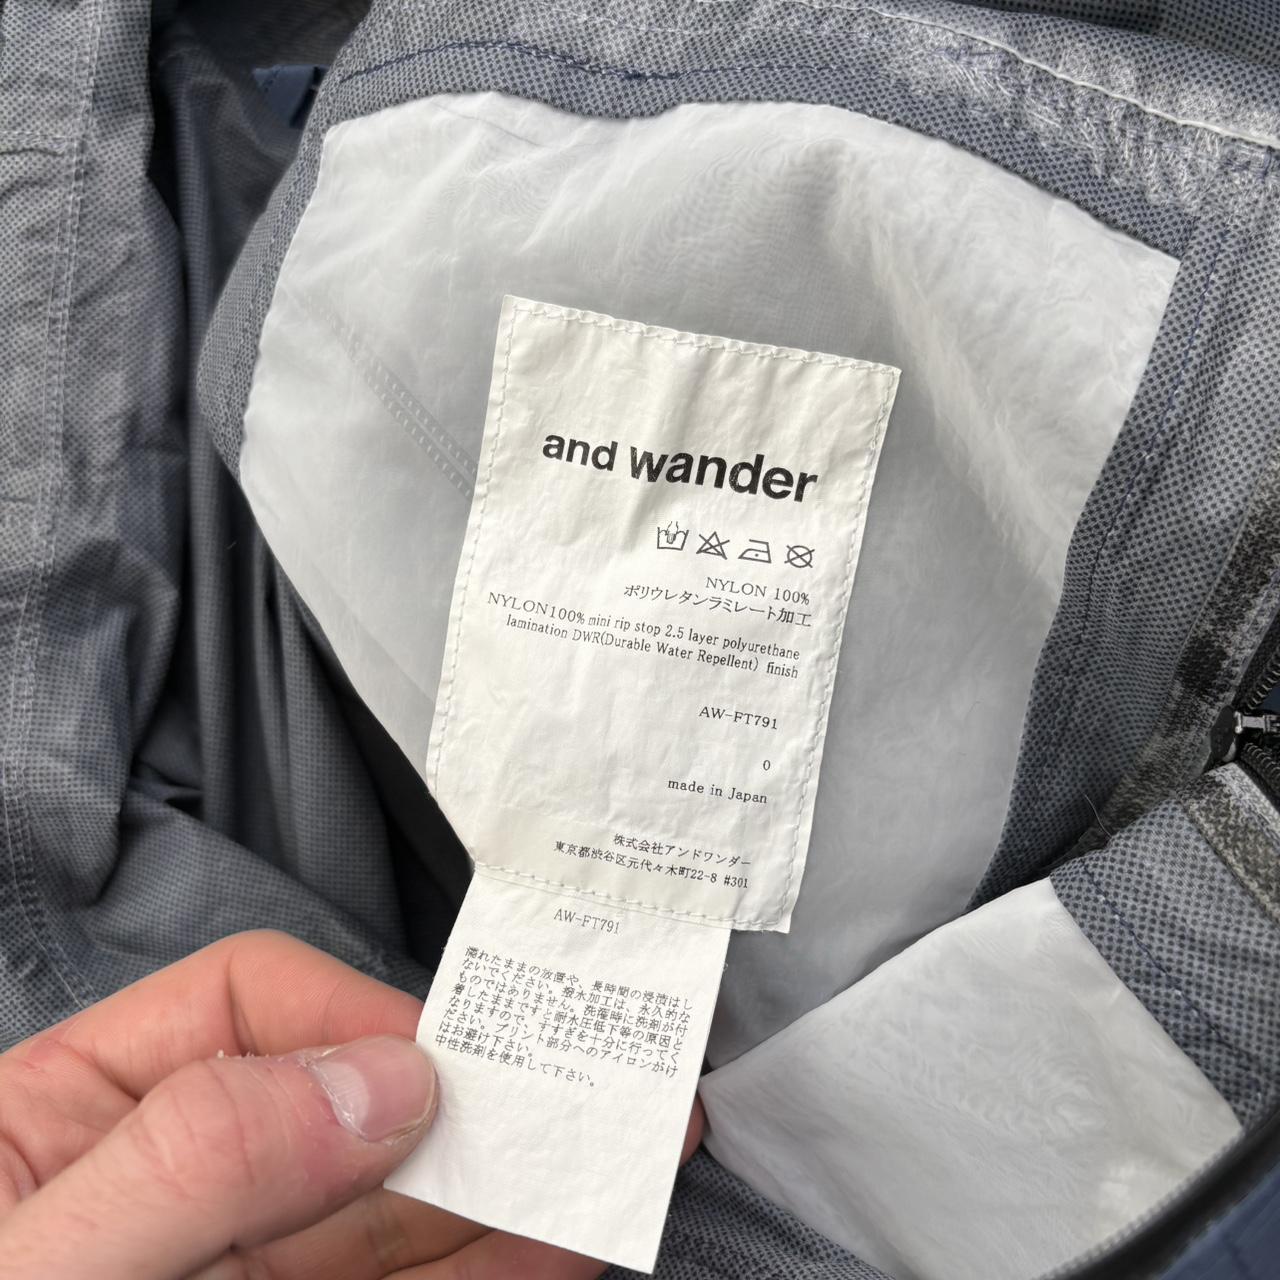 and wander
NYLON 100%
ポリウレタンラミレート加工
NYLON100% mini rip stop 2.5 layer polyurethane
lamination DWR(Durable Water Repellent) finish
AW-FT791
0
made in Japan
株式会社アンドワンダー
東京都渋谷区元代々木町22-8 #301
AW-FT791
濡れたままの放置や、長時間の浸漬はし
ないでください。撥水加工は、永久的な
ものではありません。洗濯時に洗剤が付
着したままですと耐水圧低下等の原因と
なりますので、すすぎを十分に行ってく
ださい。プリント部分へのアイロンがけ
はお避け下さい。
中性洗剤を使用して下さい。